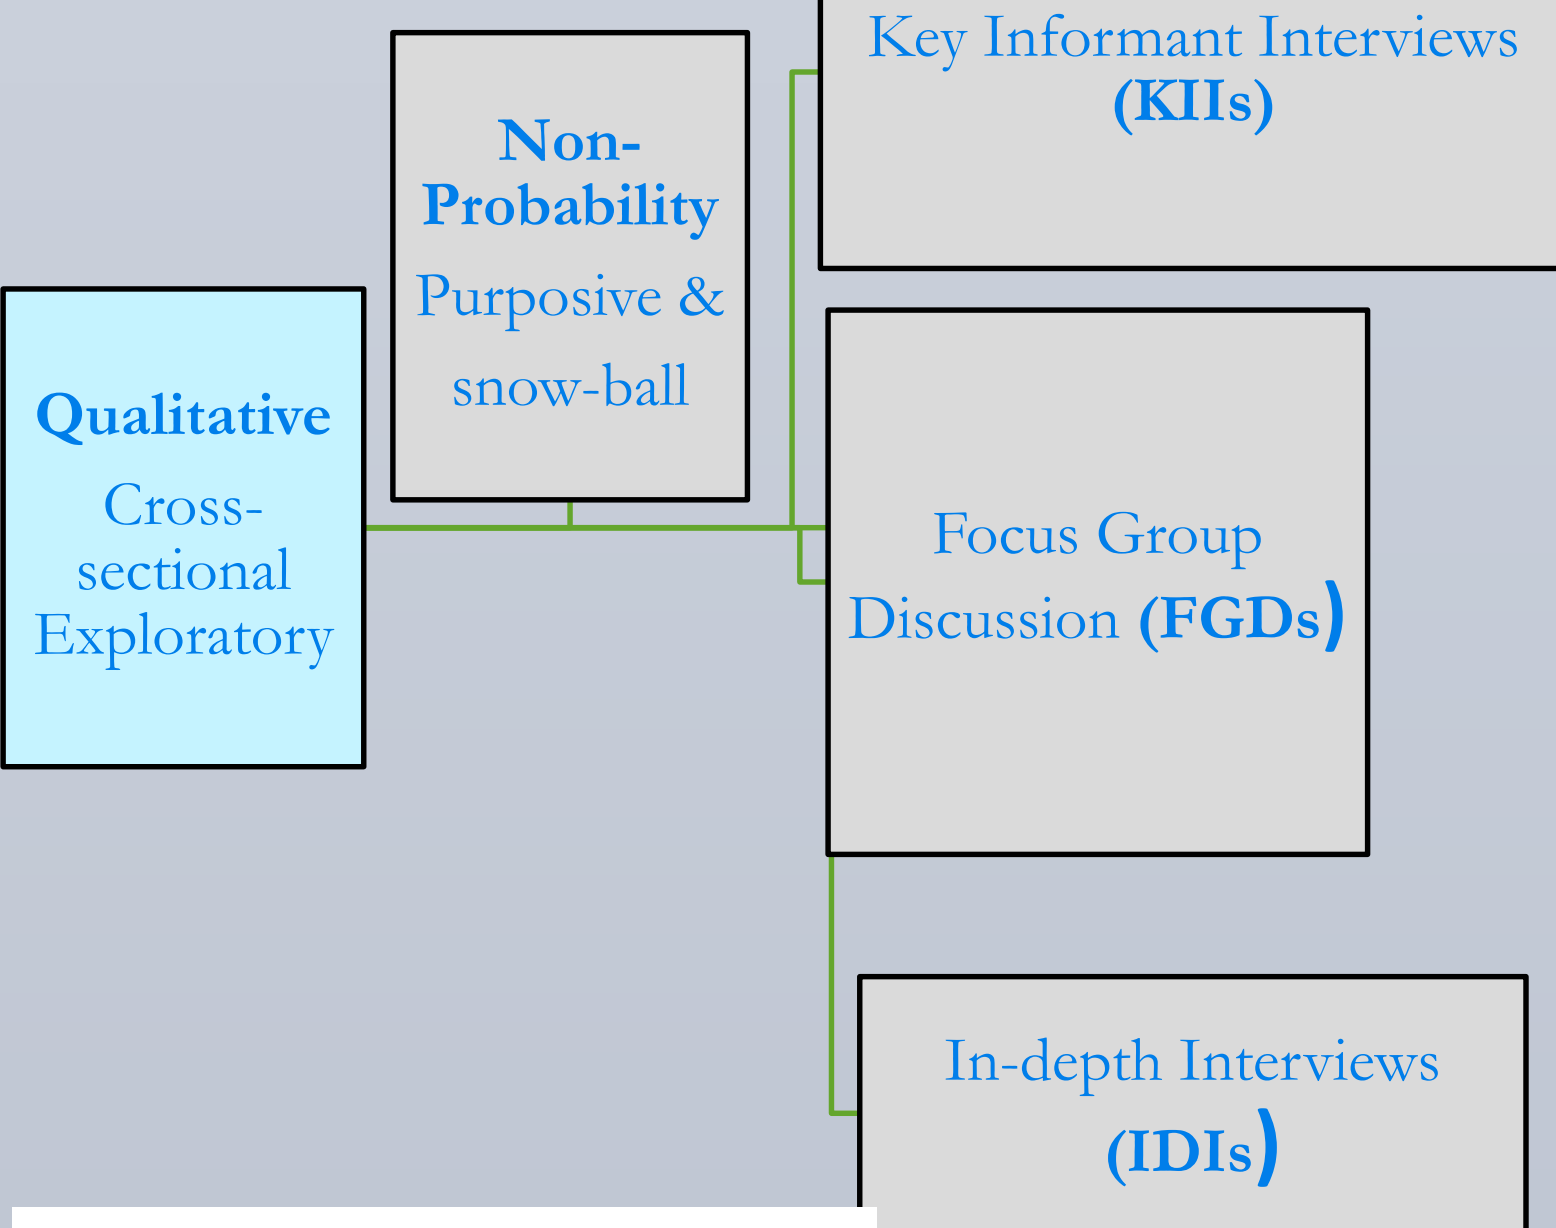 Qualitative
Cross-
sectional
Exploratory
Non-
Probability
Purposive &
snow-ball
Key Informant Interviews
(KIIs)
Focus Group
Discussion (FGDs)
In-depth Interviews
(IDIs)